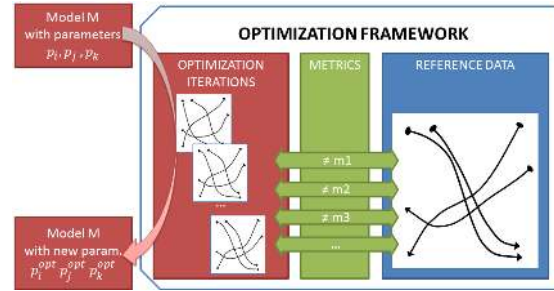 Model M
with parameters
p_i, p_j, p_k
OPTIMIZATION FRAMEWORK
OPTIMIZATION
ITERATIONS
METRICS
REFERENCE DATA
≠ m1
≠ m2
≠ m3
...
...
Model M
with new param.
p_i^opt p_j^opt p_k^opt